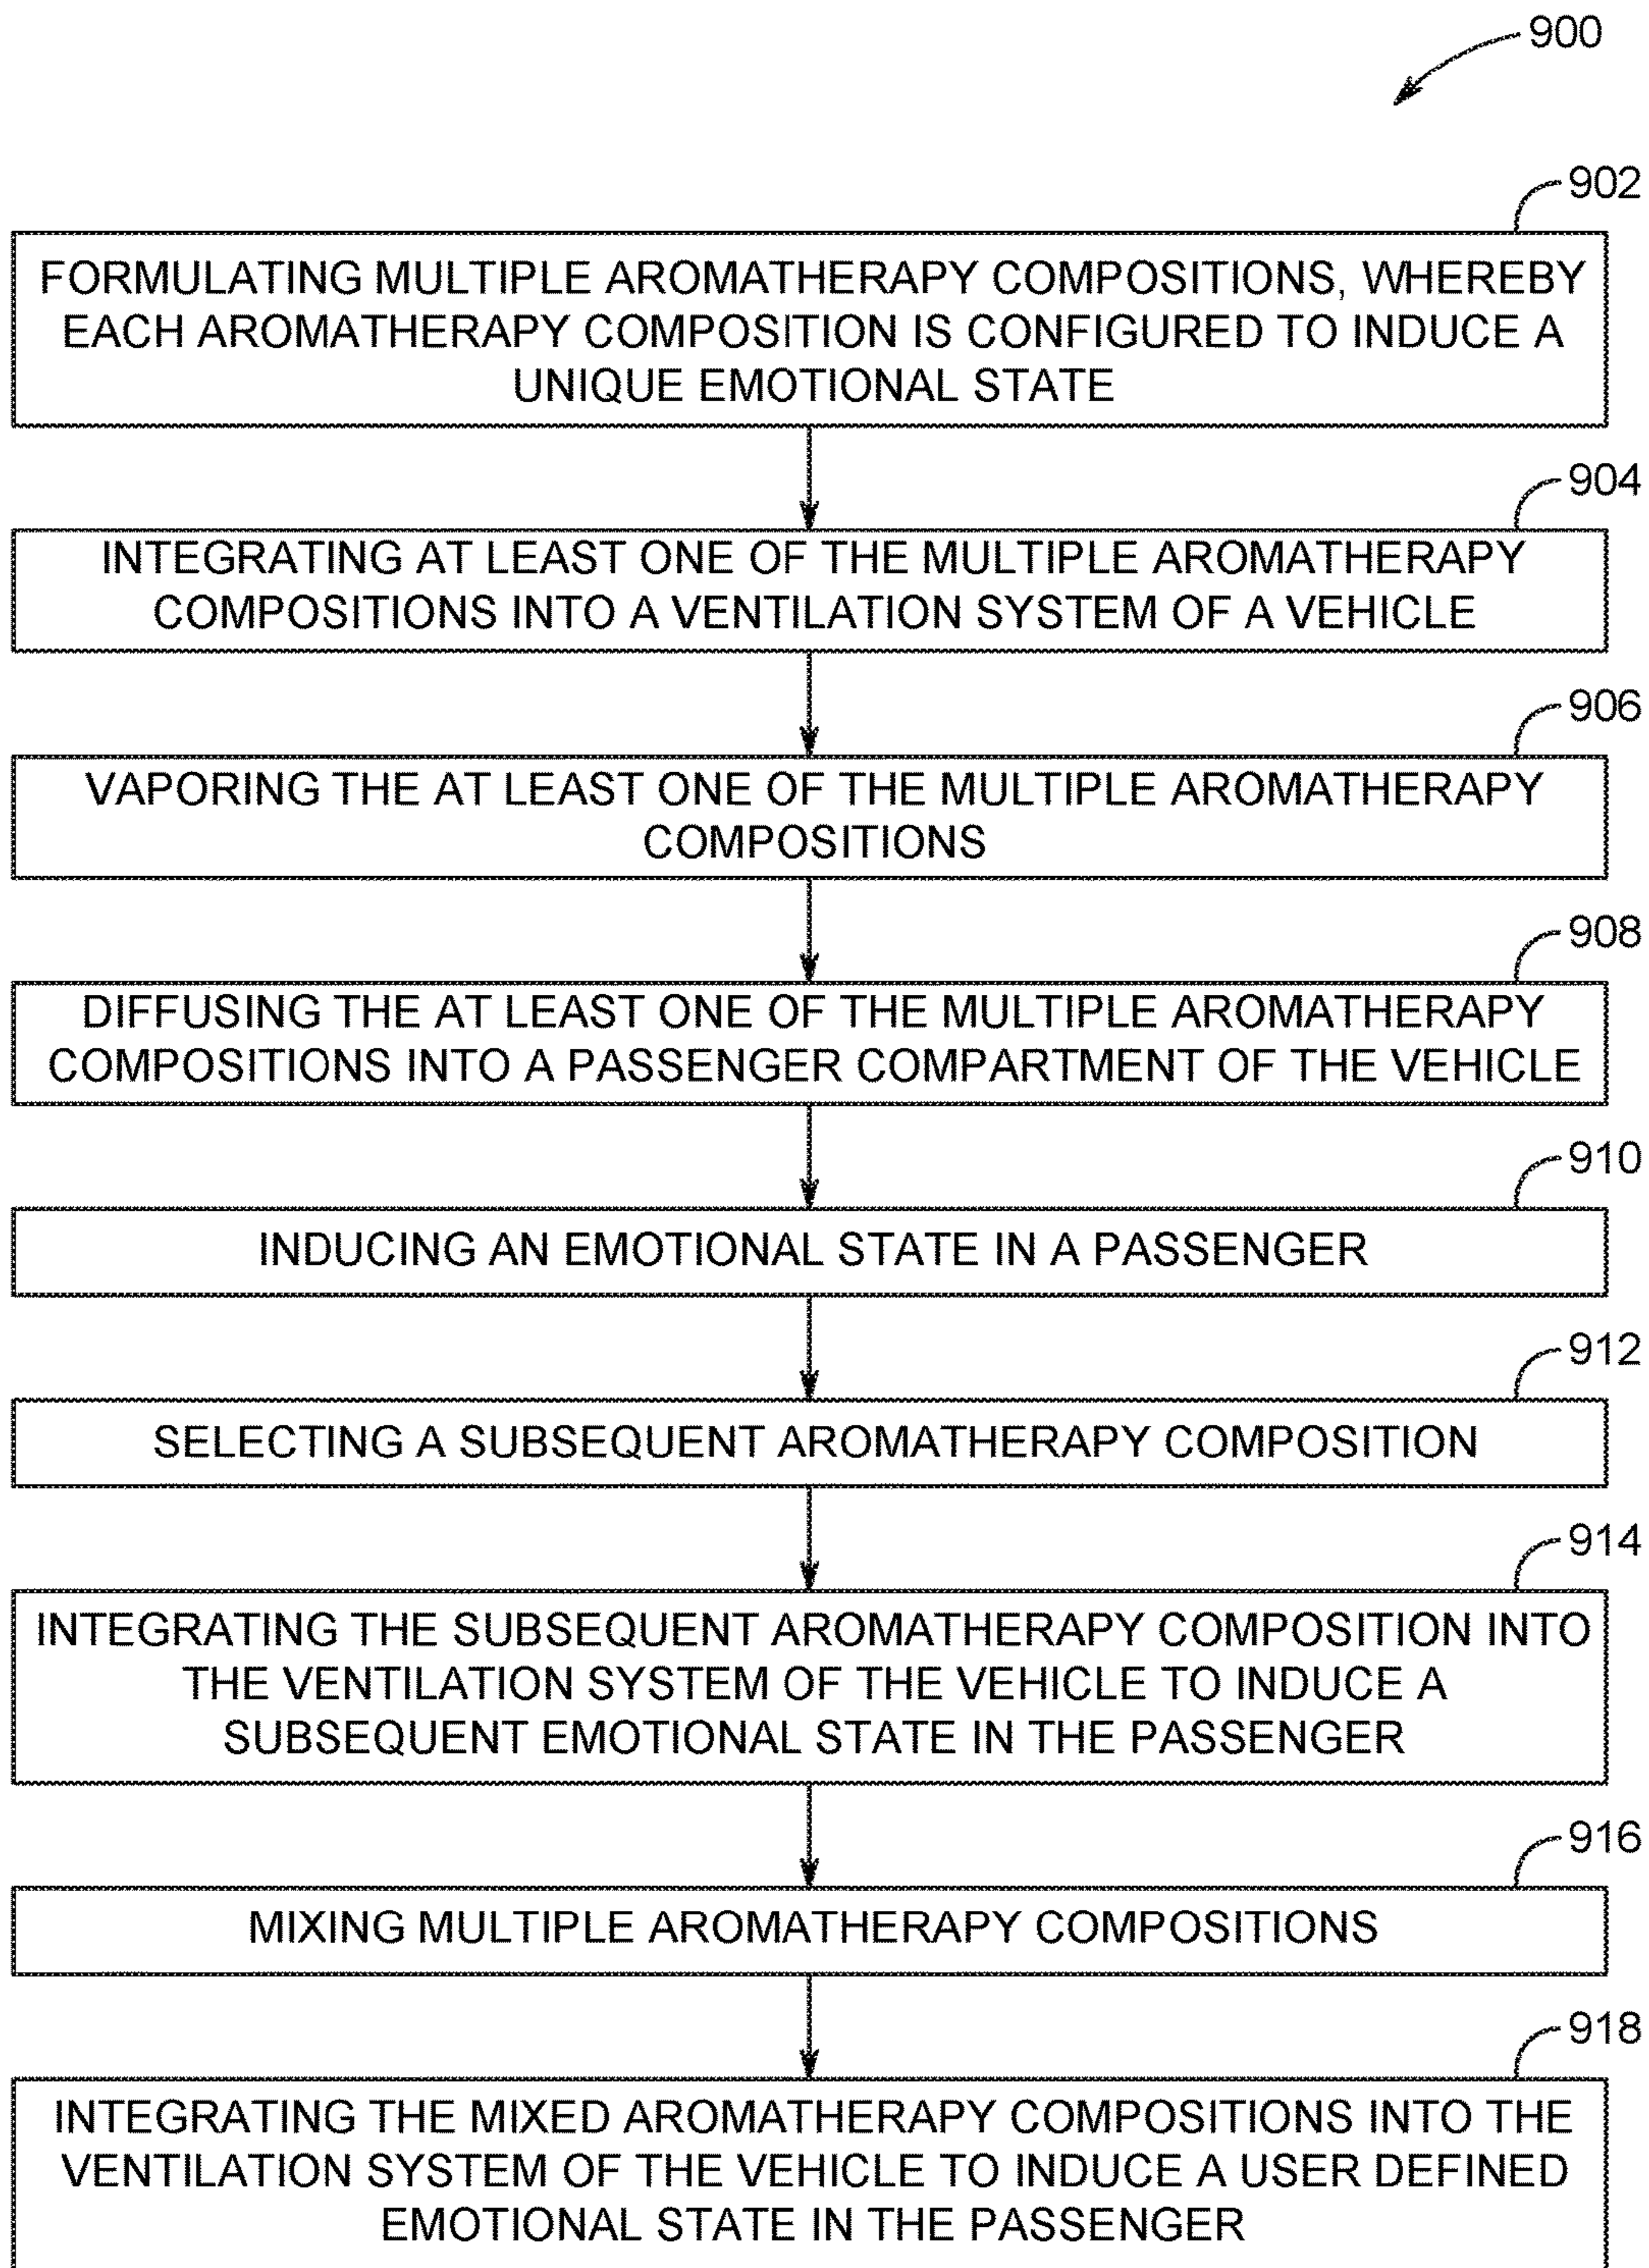 900
902
FORMULATING MULTIPLE AROMATHERAPY COMPOSITIONS, WHEREBY
EACH AROMATHERAPY COMPOSITION IS CONFIGURED TO INDUCE A
UNIQUE EMOTIONAL STATE
904
INTEGRATING AT LEAST ONE OF THE MULTIPLE AROMATHERAPY
COMPOSITIONS INTO A VENTILATION SYSTEM OF A VEHICLE
906
VAPORING THE AT LEAST ONE OF THE MULTIPLE AROMATHERAPY
COMPOSITIONS
908
DIFFUSING THE AT LEAST ONE OF THE MULTIPLE AROMATHERAPY
COMPOSITIONS INTO A PASSENGER COMPARTMENT OF THE VEHICLE
910
INDUCING AN EMOTIONAL STATE IN A PASSENGER
912
SELECTING A SUBSEQUENT AROMATHERAPY COMPOSITION
914
INTEGRATING THE SUBSEQUENT AROMATHERAPY COMPOSITION INTO
THE VENTILATION SYSTEM OF THE VEHICLE TO INDUCE A
SUBSEQUENT EMOTIONAL STATE IN THE PASSENGER
916
MIXING MULTIPLE AROMATHERAPY COMPOSITIONS
918
INTEGRATING THE MIXED AROMATHERAPY COMPOSITIONS INTO THE
VENTILATION SYSTEM OF THE VEHICLE TO INDUCE A USER DEFINED
EMOTIONAL STATE IN THE PASSENGER